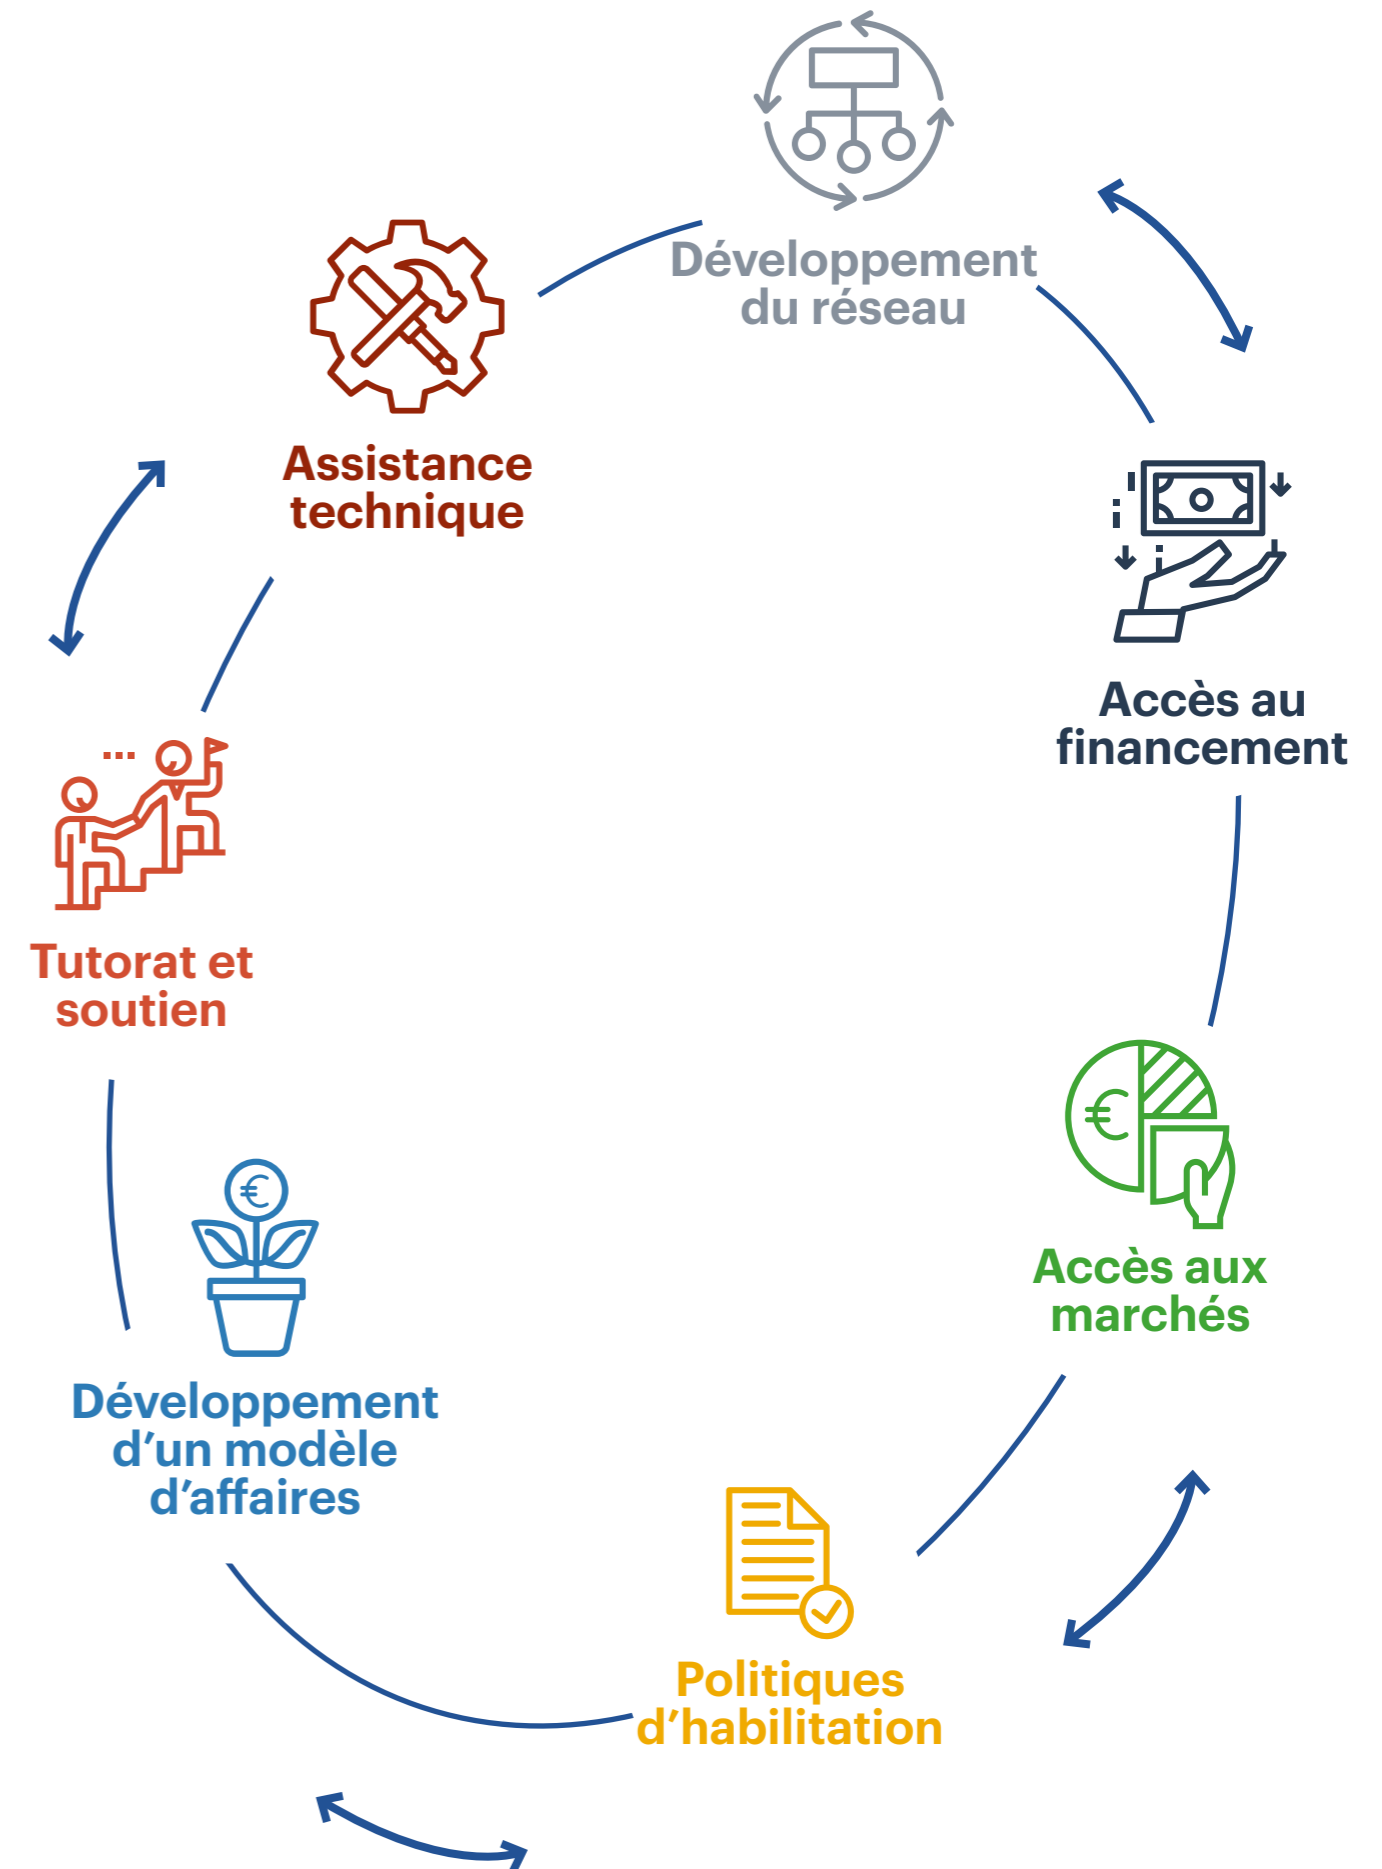 Développement
du réseau
Assistance
technique
Accès au
financement
Tutorat et
soutien
Accès aux
marchés
Développement
d’un modèle
d’affaires
Politiques
d’habilitation